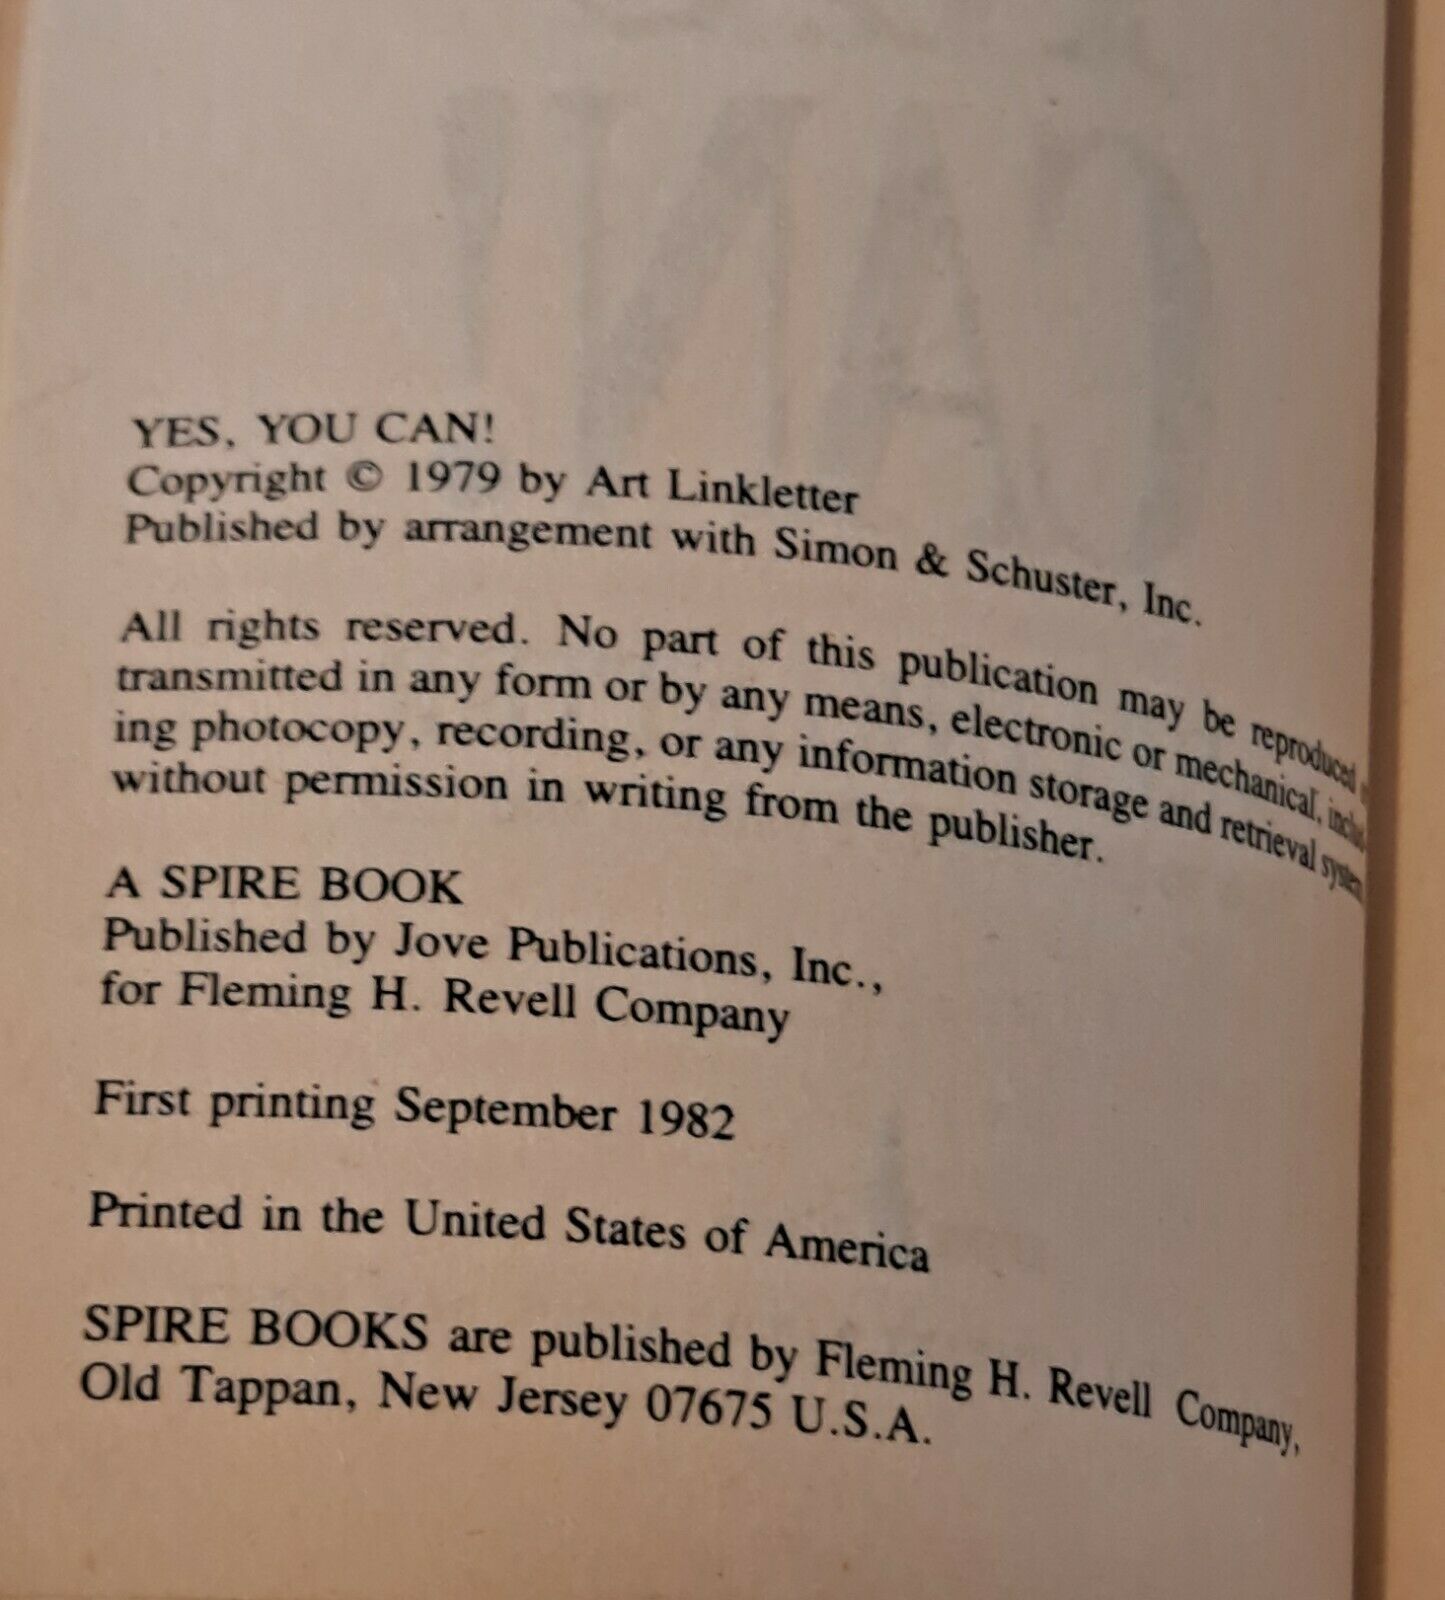 YES, YOU CAN!
Copyright © 1979 by Art Linkletter
Published by arrangement with Simon & Schuster, Inc.
All rights reserved. No part of this publication may be reproduced
transmitted in any form or by any means, electronic or mechanical, includ-
ing photocopy, recording, or any information storage and retrieval system
without permission in writing from the publisher.
A SPIRE BOOK
Published by Jove Publications, Inc.,
for Fleming H. Revell Company
First printing September 1982
Printed in the United States of America
SPIRE BOOKS are published by Fleming H. Revell Company,
Old Tappan, New Jersey 07675 U.S.A.